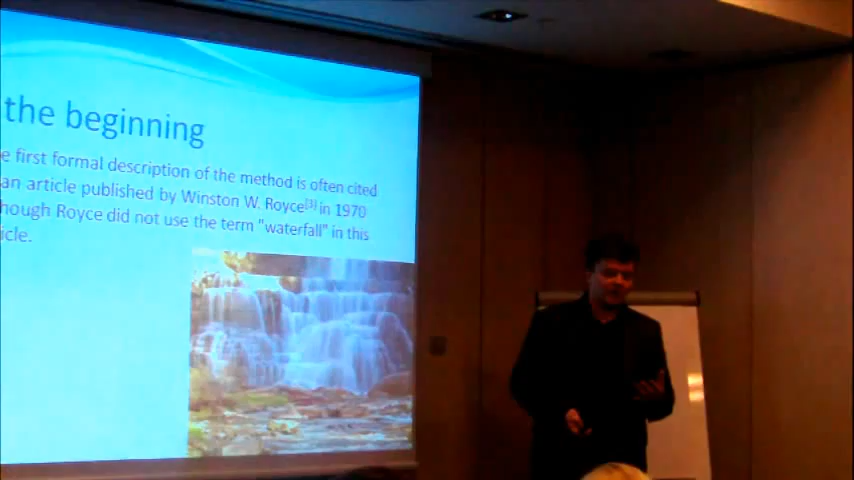 the beginning
e first formal description of the method is often cited
an article published by Winston W. Royce[3] in 1970
hough Royce did not use the term "waterfall" in this
icle.